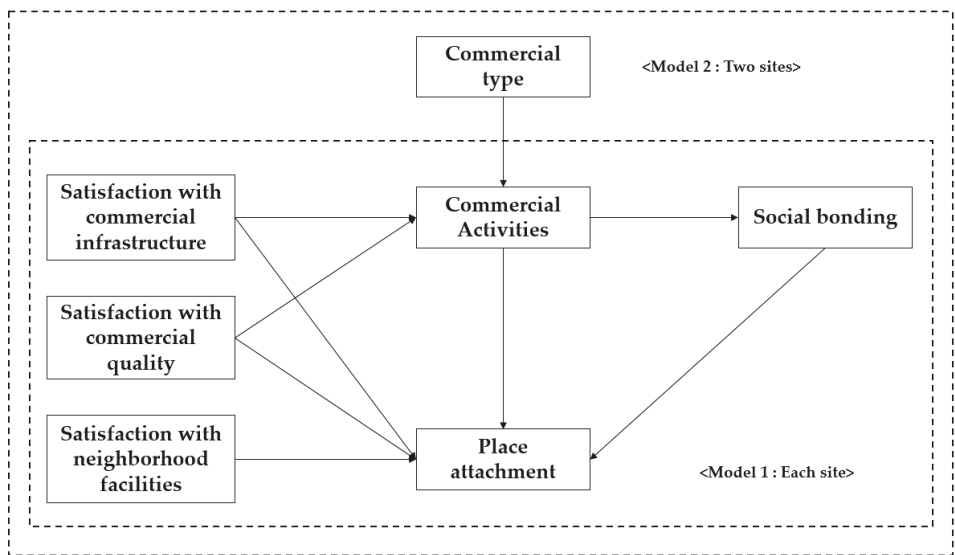 Commercial
type
<Model 2 : Two sites>
Satisfaction with
commercial
infrastructure
Commercial
Activities
Social bonding
Satisfaction with
commercial
quality
Satisfaction with
neighborhood
facilities
Place
attachment
<Model 1 : Each site>